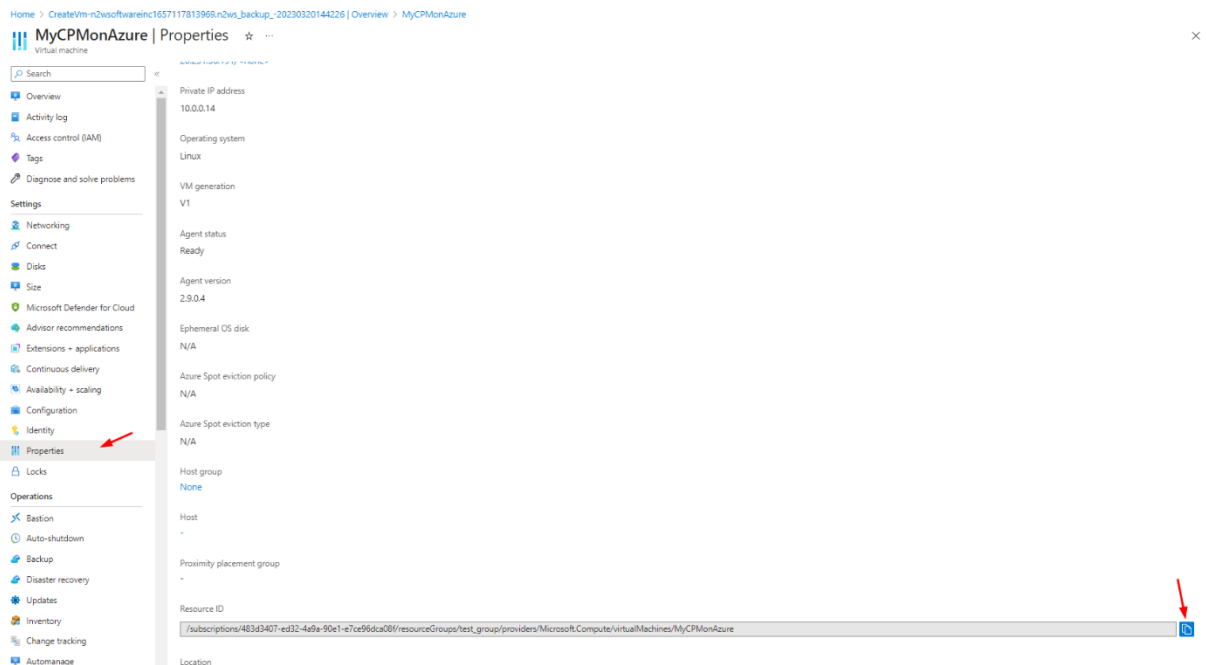 Home > CreateVm-n2wsoftwareinc1657117813969.n2ws_backup_-20230320144226 | Overview > MyCPMonAzure
MyCPMonAzure | Properties
Virtual machine
Search
Overview
Activity log
Access control (IAM)
Tags
Diagnose and solve problems
Settings
Networking
Connect
Disks
Size
Microsoft Defender for Cloud
Advisor recommendations
Extensions + applications
Continuous delivery
Availability + scaling
Configuration
Identity
Properties
Locks
Operations
Bastion
Auto-shutdown
Backup
Disaster recovery
Updates
Inventory
Change tracking
Automanage
Private IP address
10.0.0.14
Operating system
Linux
VM generation
V1
Agent status
Ready
Agent version
2.9.0.4
Ephemeral OS disk
N/A
Azure Spot eviction policy
N/A
Azure Spot eviction type
N/A
Host group
None
Host
-
Proximity placement group
-
Resource ID
/subscriptions/483d3407-ed32-4a9a-90e1-e7ce96dca08f/resourceGroups/test_group/providers/Microsoft.Compute/virtualMachines/MyCPMonAzure
Location